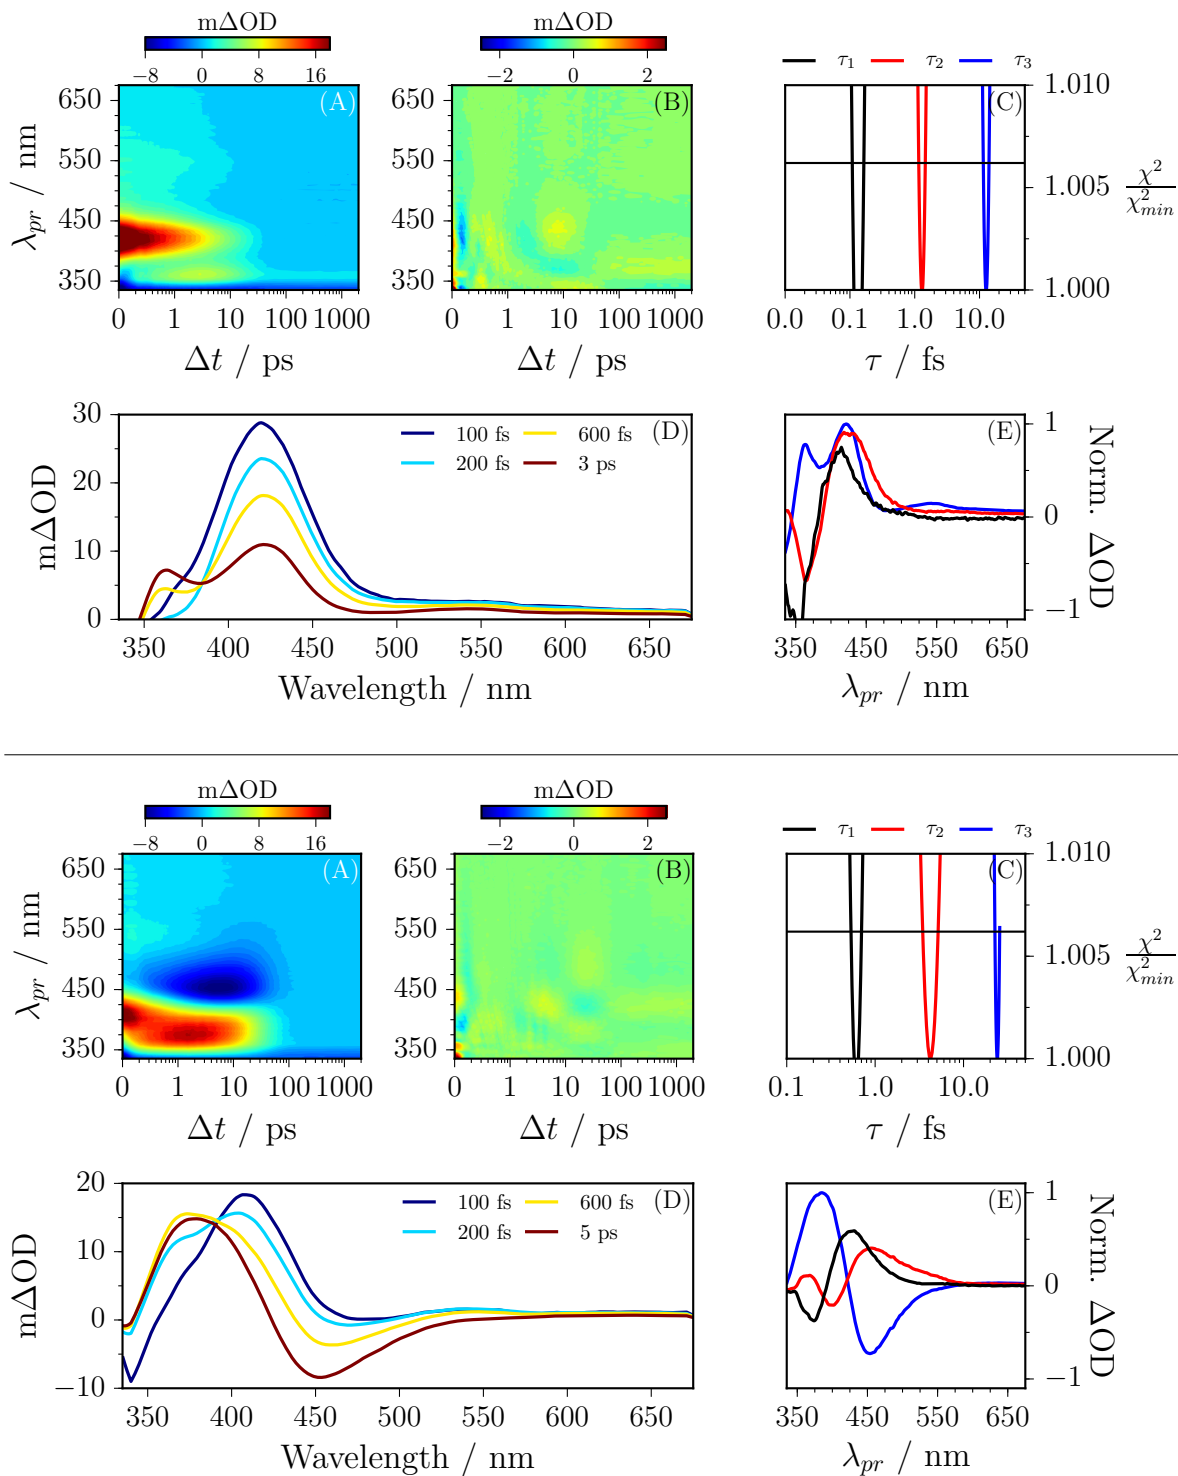 mΔOD mΔOD
−8 0 8 16 −2 0 2 τ1 τ2 τ3
650 550 450 350 (A) (B) (C) 1.010 1.005 1.000
λpr / nm χ²/χ²min
0 1 10 100 1000 0 1 10 100 1000 0.0 0.1 1.0 10.0
Δt / ps Δt / ps τ / fs
30 20 10 0 100 fs 600 fs (D) (E) 1 0 −1
200 fs 3 ps
mΔOD Norm. ΔOD
350 400 450 500 550 600 650 350 450 550 650
Wavelength / nm λpr / nm
mΔOD mΔOD
−8 0 8 16 −2 0 2 τ1 τ2 τ3
650 550 450 350 (A) (B) (C) 1.010 1.005 1.000
λpr / nm χ²/χ²min
0 1 10 100 1000 0 1 10 100 1000 0.1 1.0 10.0
Δt / ps Δt / ps τ / fs
20 10 0 −10 100 fs 600 fs (D) (E) 1 0 −1
200 fs 5 ps
mΔOD Norm. ΔOD
350 400 450 500 550 600 650 350 450 550 650
Wavelength / nm λpr / nm